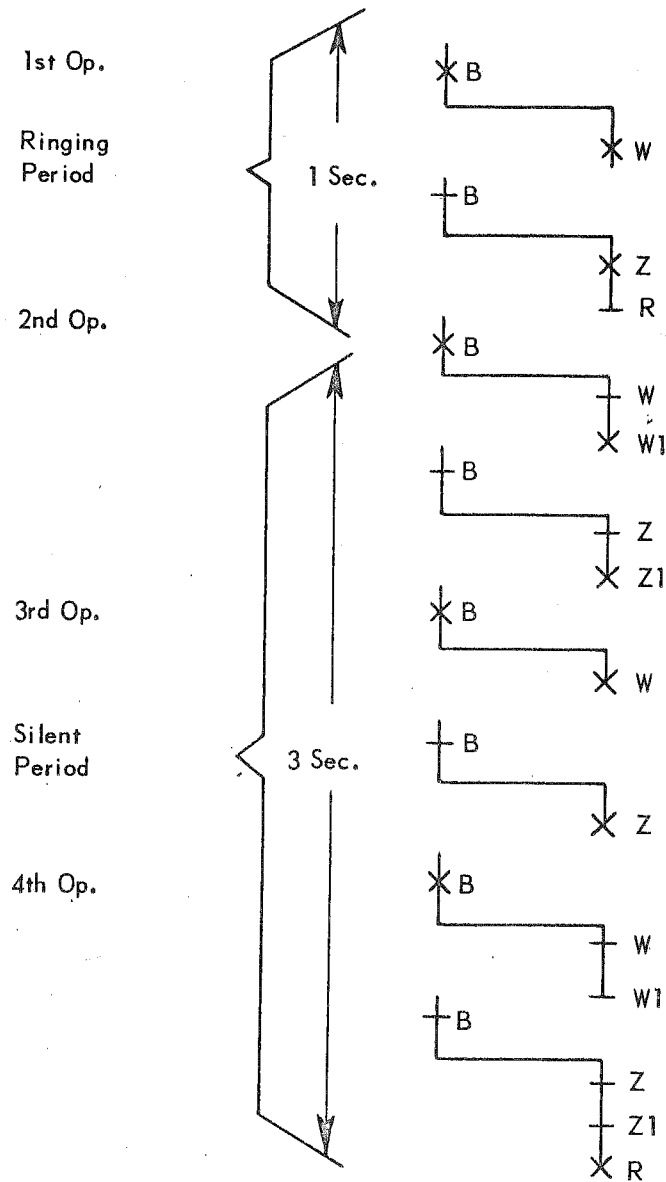 1st Op.
B
Ringing
Period
W
1 Sec.
B
Z
R
2nd Op.
B
W
W1
B
Z
Z1
3rd Op.
B
W
Silent
Period
B
3 Sec.
Z
4th Op.
B
W
W1
B
Z
Z1
R